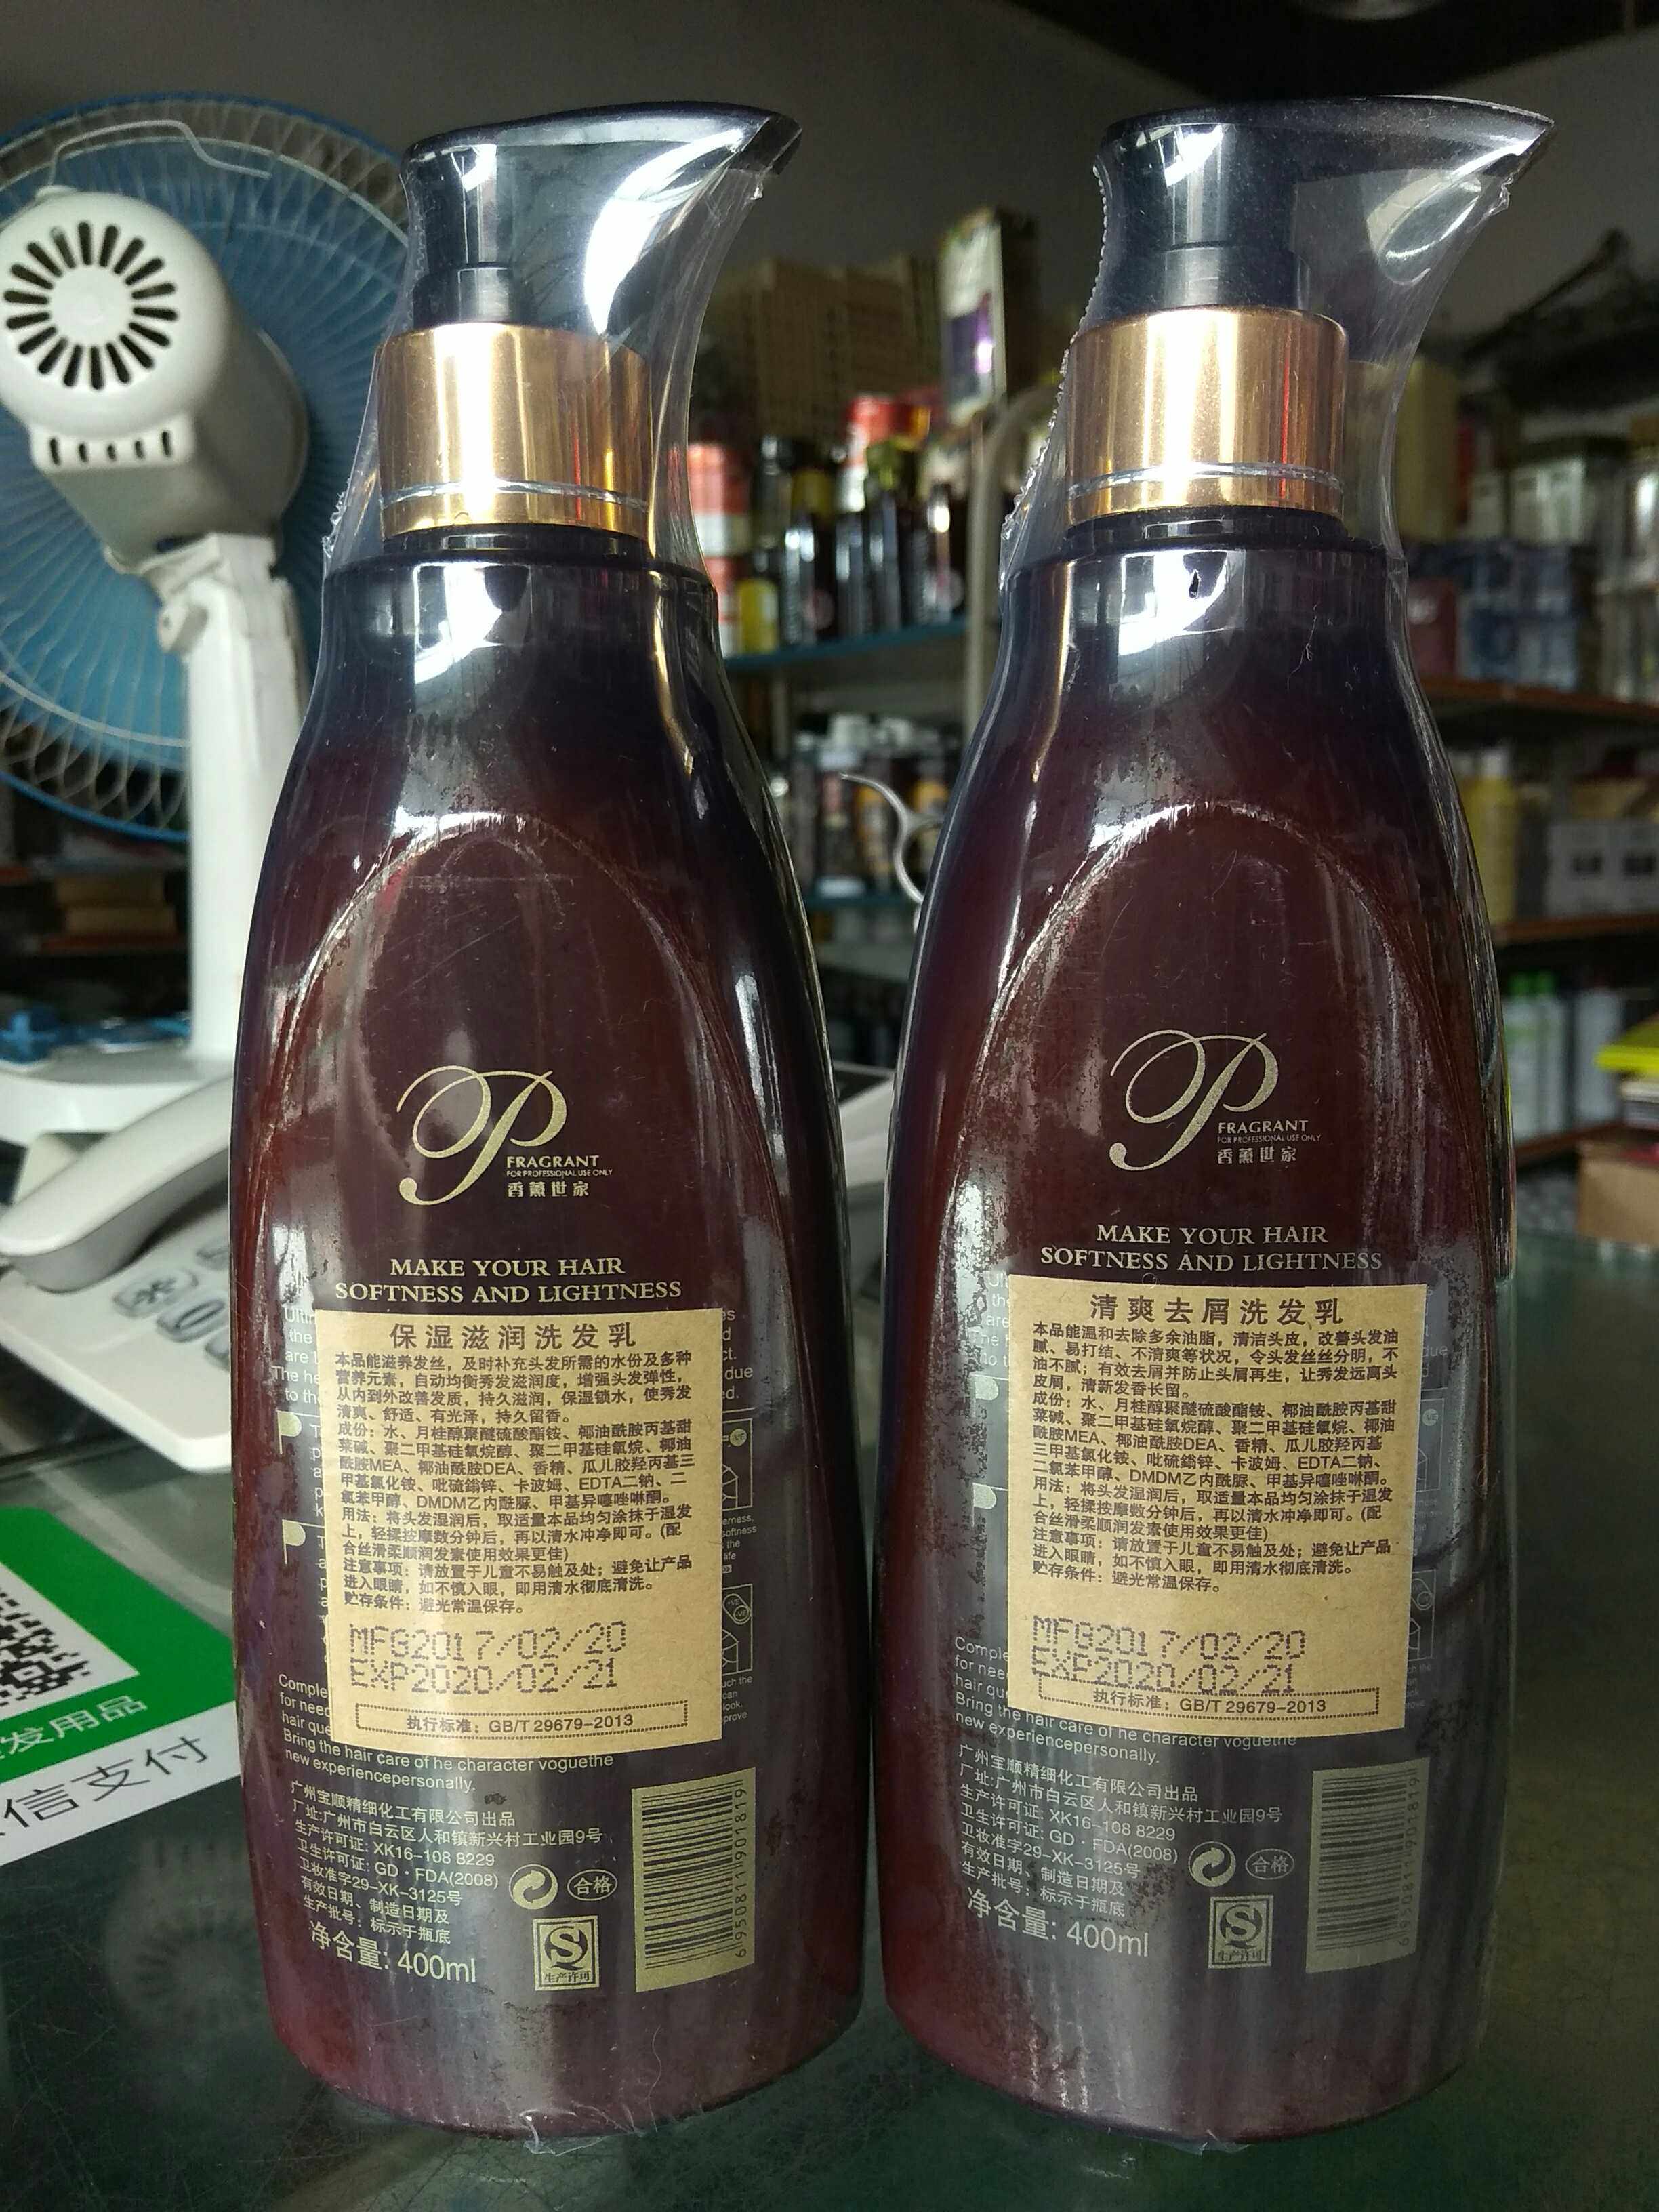 P
FRAGRANT
FOR PROFESSIONAL USE ONLY
香薰世家
MAKE YOUR HAIR
SOFTNESS AND LIGHTNESS
保湿滋润洗发乳
本品能滋养发丝，及时补充头发所需的水份及多种
营养元素，自动均衡秀发滋润度，增强头发弹性，
从内到外改善发质，持久滋润，保湿锁水，使秀发
清爽、舒适、有光泽，持久留香。
成份：水、月桂醇聚醚硫酸酯铵、椰油酰胺丙基甜
菜碱、聚二甲基硅氧烷醇、聚二甲基硅氧烷、椰油
酰胺MEA、椰油酰胺DEA、香精、瓜儿胶羟丙基三
甲基氯化铵、吡硫鎓锌、卡波姆、EDTA二钠、二
氯苯甲醇、DMDM乙内酰脲、甲基异噻唑啉酮。
用法：将头发湿润后，取适量本品均匀涂抹于湿发
上，轻揉按摩数分钟后，再以清水冲净即可。(配
合丝滑柔顺润发素使用效果更佳)
注意事项：请放置于儿童不易触及处；避免让产品
进入眼睛，如不慎入眼，即用清水彻底清洗。
贮存条件：避光常温保存。
MFG2017/02/20
EXP2020/02/21
执行标准：GB/T 29679-2013
Bring the hair care of he character voguethe
new experiencepersonally.
广州宝顺精细化工有限公司出品
厂址:广州市白云区人和镇新兴村工业园9号
生产许可证: XK16-108 8229
卫生许可证: GD·FDA(2008)
卫妆准字29-XK-3125号
有效日期、制造日期及
生产批号：标示于瓶底
净含量: 400ml
合格
生产许可
6950811901819
P
FRAGRANT
FOR PROFESSIONAL USE ONLY
香薰世家
MAKE YOUR HAIR
SOFTNESS AND LIGHTNESS
清爽去屑洗发乳
本品能温和去除多余油脂，清洁头皮，改善头发油
腻、易打结、不清爽等状况，令头发丝丝分明，不
油不腻；有效去屑并防止头屑再生，让秀发远离头
皮屑，清新发香长留。
成份：水、月桂醇聚醚硫酸酯铵、椰油酰胺丙基甜
菜碱、聚二甲基硅氧烷醇、聚二甲基硅氧烷、椰油
酰胺MEA、椰油酰胺DEA、香精、瓜儿胶羟丙基
三甲基氯化铵、吡硫鎓锌、卡波姆、EDTA二钠、
二氯苯甲醇、DMDM乙内酰脲、甲基异噻唑啉酮。
用法：将头发湿润后，取适量本品均匀涂抹于湿发
上，轻揉按摩数分钟后，再以清水冲净即可。(配
合丝滑柔顺润发素使用效果更佳)
注意事项：请放置于儿童不易触及处；避免让产品
进入眼睛，如不慎入眼，即用清水彻底清洗。
贮存条件：避光常温保存。
MFG2017/02/20
EXP2020/02/21
执行标准：GB/T 29679-2013
Bring the hair care of he character voguethe
new experiencepersonally.
广州宝顺精细化工有限公司出品
厂址:广州市白云区人和镇新兴村工业园9号
生产许可证: XK16-108 8229
卫生许可证: GD·FDA(2008)
卫妆准字29-XK-3125号
有效日期、制造日期及
生产批号：标示于瓶底
净含量: 400ml
合格
生产许可
发用品
信支付